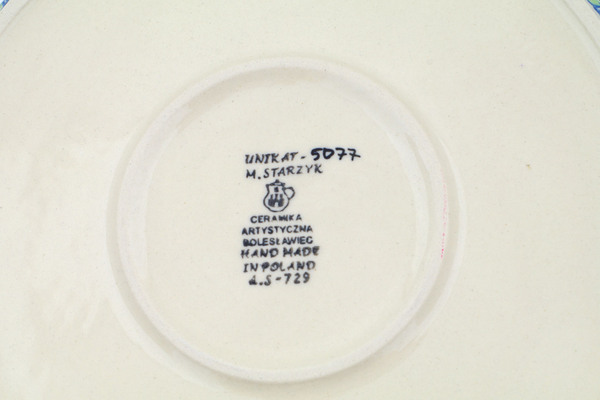 UNIKAT - 5077
M. STARZYK
CERAMIKA
ARTYSTYCZNA
BOLESŁAWIEC
HAND MADE
IN POLAND
A.S-729